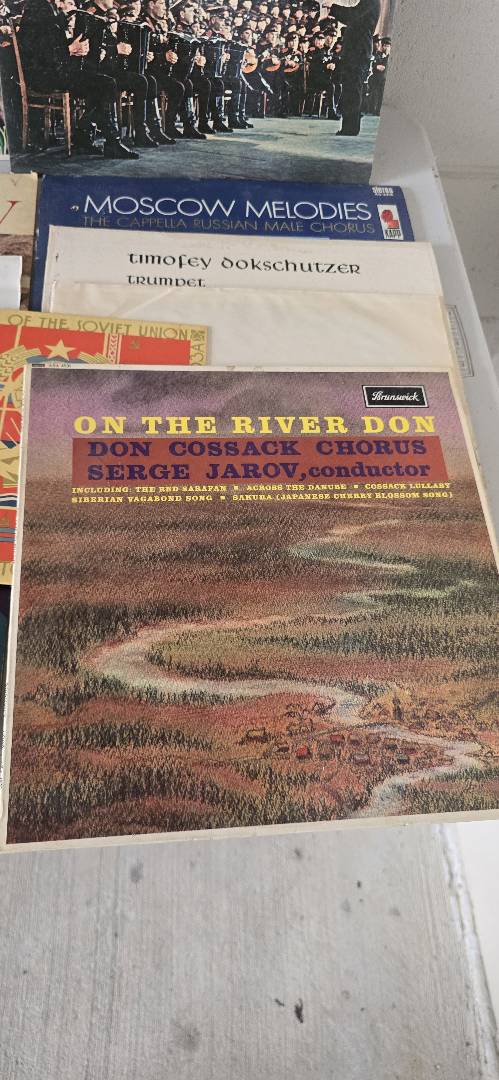 stereo
MOSCOW MELODIES
THE CAPPELLA RUSSIAN MALE CHORUS
KAPP
TIMOFEY DOKSCHUTZER
TRUMPET
OF THE SOVIET UNION
Brunswick
ON THE RIVER DON
DON COSSACK CHORUS
SERGE JAROV, conductor
INCLUDING: THE RED SARAFAN ■ ACROSS THE DANUBE ■ COSSACK LULLABY
SIBERIAN VAGABOND SONG ■ SAKURA (JAPANESE CHERRY BLOSSOM SONG)